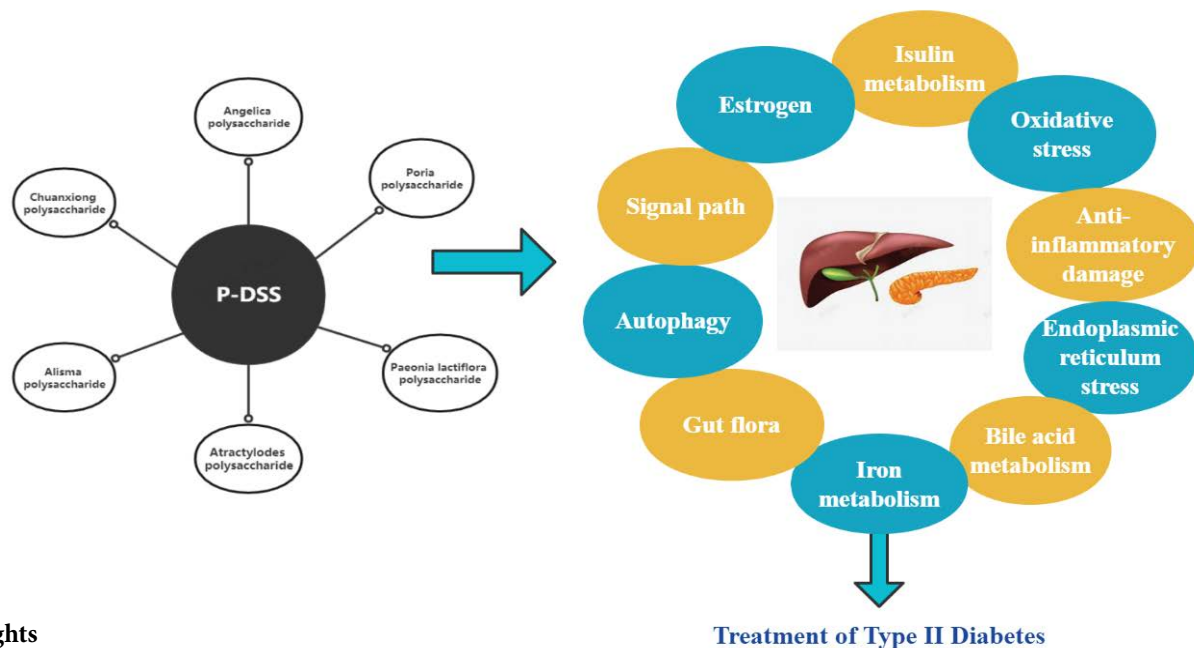 Angelica
polysaccharide
Poria
polysaccharide
Chuanxiong
polysaccharide
P-DSS
Alisma
polysaccharide
Paeonia lactiflora
polysaccharide
Atractylodes
polysaccharide
Isulin
metabolism
Estrogen
Oxidative
stress
Signal path
Anti-
inflammatory
damage
Autophagy
Endoplasmic
reticulum
stress
Gut flora
Bile acid
metabolism
Iron
metabolism
Treatment of Type II Diabetes
ghts